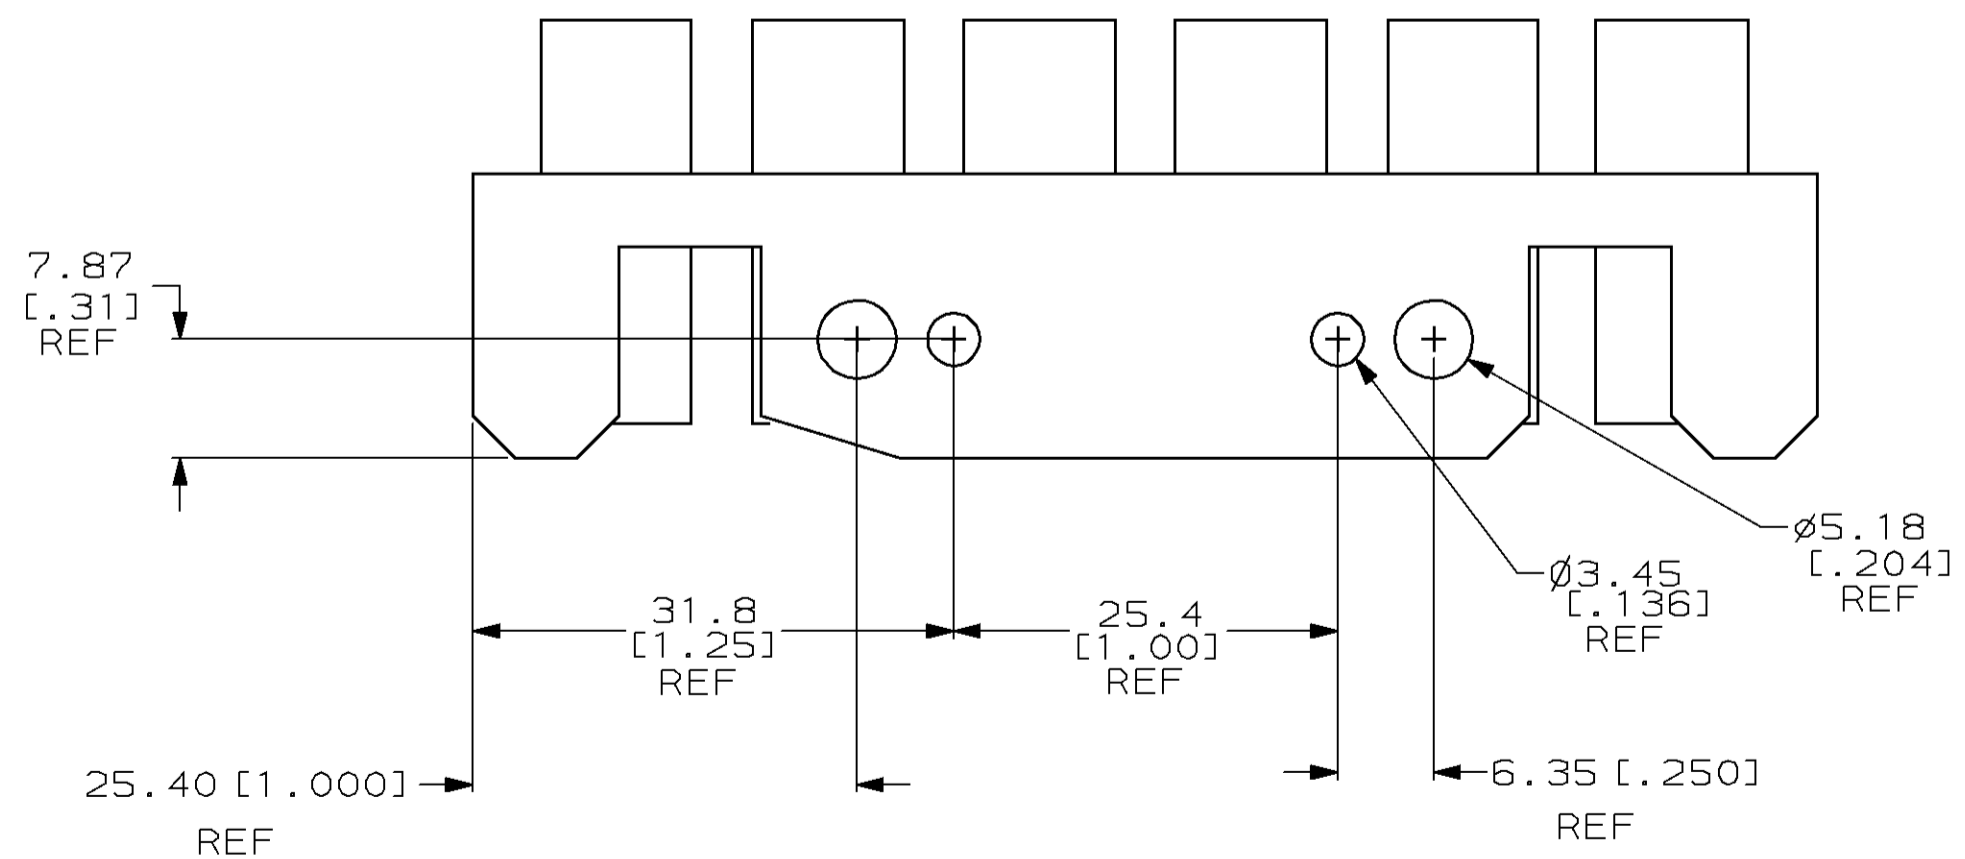 7.87
[.31]
REF
ø5.18
[.204]
REF
Ø3.45
[.136]
REF
31.8
[1.25]
REF
25.4
[1.00]
REF
25.40 [1.000]
REF
6.35 [.250]
REF